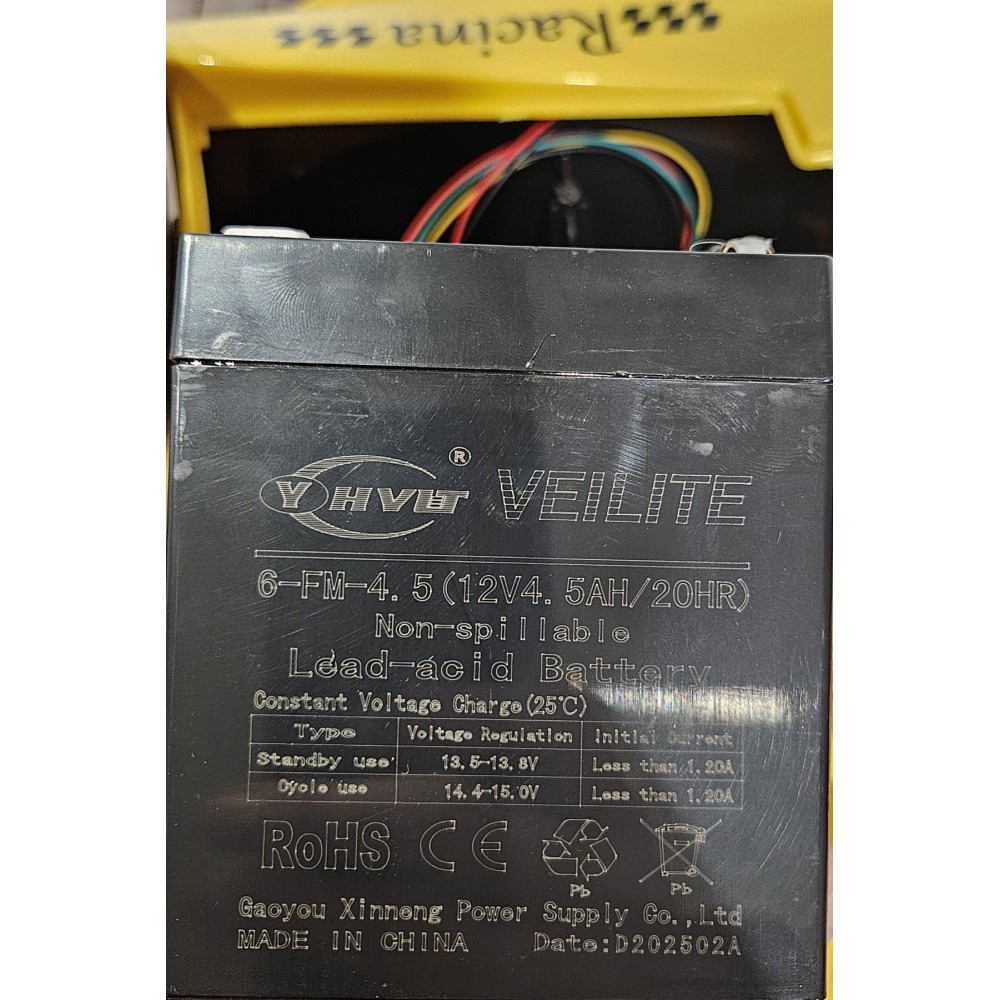 Racing
YHVLT ® VEILITE
6-FM-4.5(12V4.5AH/20HR)
Non-spillable
Lead-acid Battery
Constant Voltage Charge(25℃)
Type Voltage Regulation Initial Current
Standby use 13.5-13.8V Less than 1.20A
Cycle use 14.4-15.0V Less than 1.20A
RoHS CE
Pb Pb
Gaoyou Xinneng Power Supply Co.,Ltd
MADE IN CHINA Date:D202502A